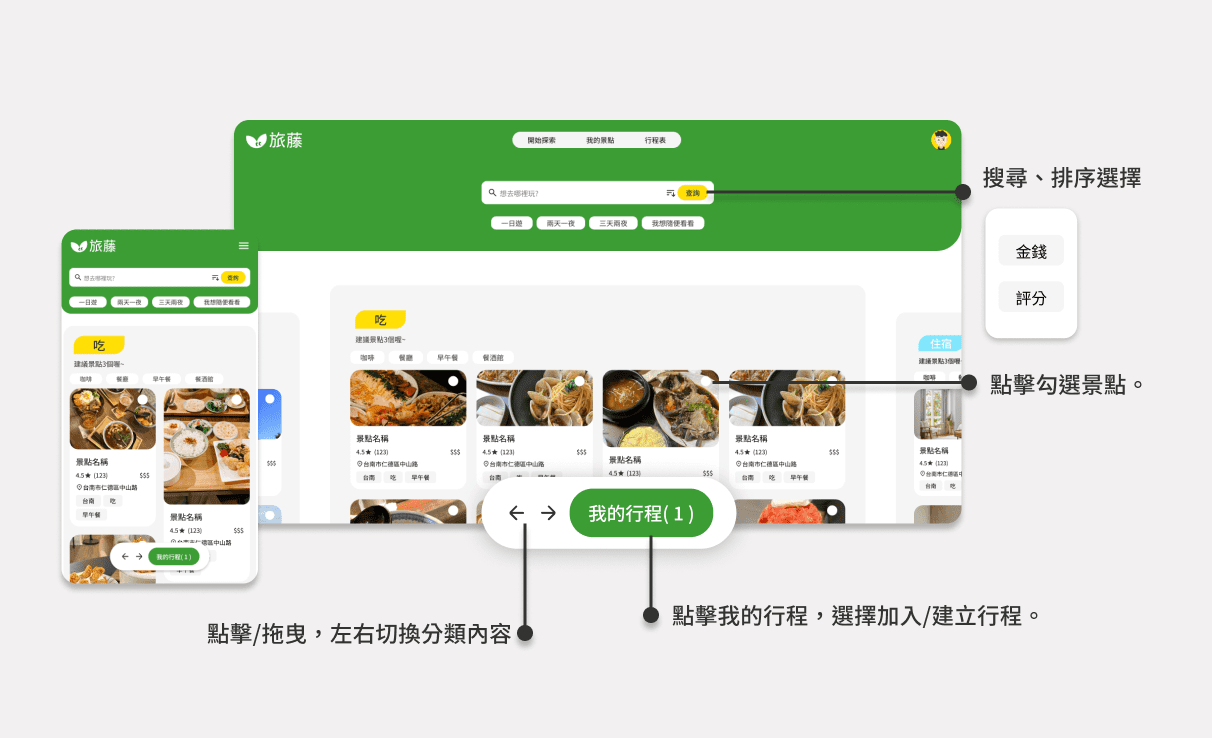 旅藤
開始探索 我的景點 行程表
想去哪裡玩? 查詢
一日遊 兩天一夜 三天兩夜 我想隨便看看
搜尋、排序選擇
金錢
評分
吃
建議景點3個喔~
咖啡 餐廳 早午餐 餐酒館
景點名稱
4.5★ (123) $$$
台南市仁德區中山路
台南 吃 早午餐
景點名稱
4.5★ (123) $$$
台南市仁德區中山路
台南 吃 早午餐
景點名稱
4.5★ (123) $$$
景點名稱
4.5★ (123) $$$
台南市仁德區中山路
台南 吃 早午餐
住宿
建議景點3個喔~
咖啡
景點名稱
4.5★ (123)
台南市仁德區中
台南 吃
點擊勾選景點。
我的行程( 1 )
點擊我的行程，選擇加入/建立行程。
點擊/拖曳，左右切換分類內容
旅藤
想去哪裡玩? 查詢
一日遊 兩天一夜 三天兩夜 我想隨便看看
吃
建議景點3個喔~
咖啡 餐廳 早午餐 餐酒館
景點名稱
4.5★ (123) $$$
台南市仁德區中山路
台南 吃
早午餐
景點名稱
4.5★ (123) $$$
台南市仁德區中山路
我的行程( 1 )
$$$